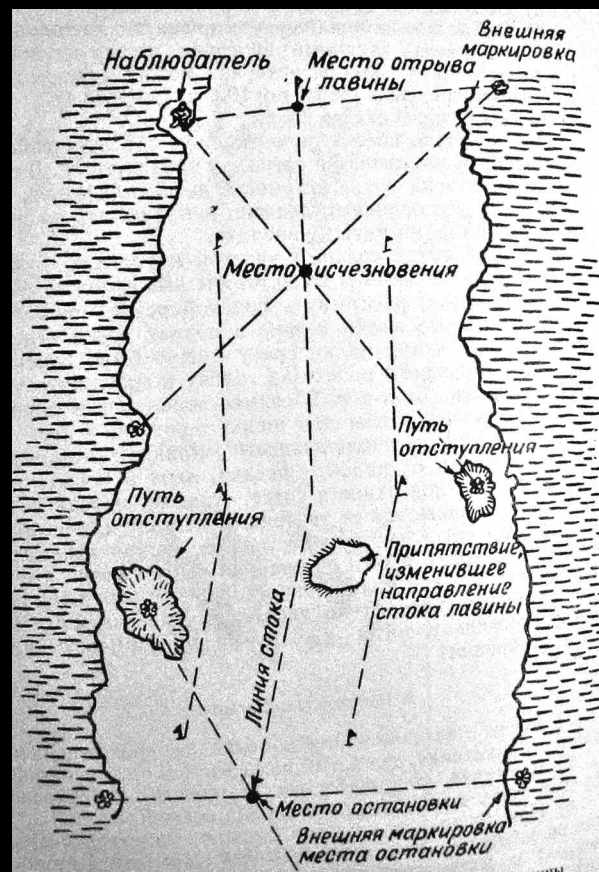 Наблюдатель
Место отрыва
лавины
Внешняя
маркировка
Место исчезновения
Путь
отступления
Путь
отступления
Припятствие,
изменившее
направление
стока лавины
Линия стока
Место остановки
Внешняя маркировка
места остановки